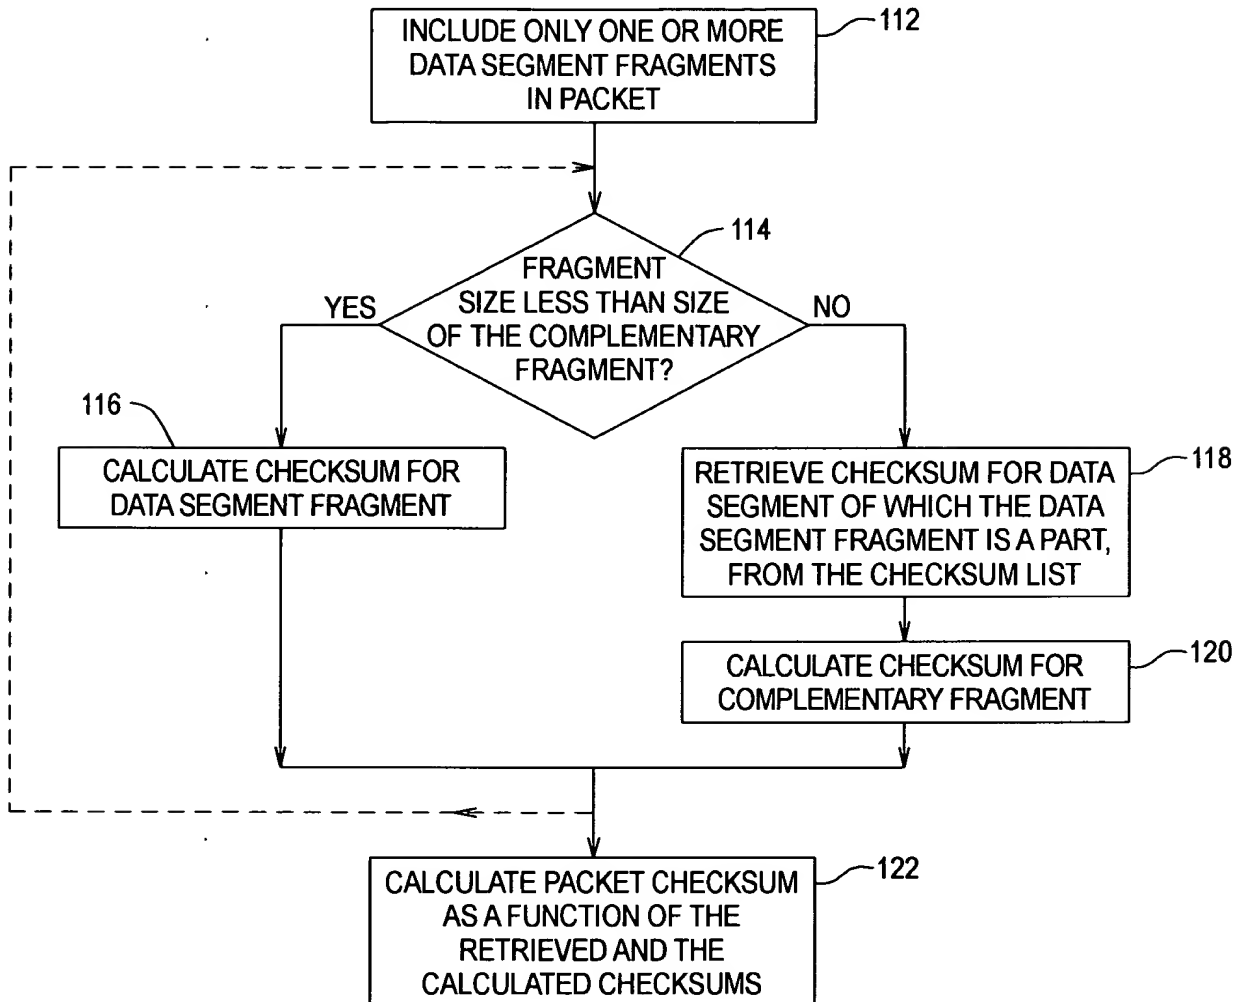 INCLUDE ONLY ONE OR MORE
DATA SEGMENT FRAGMENTS
IN PACKET
112
114
FRAGMENT
SIZE LESS THAN SIZE
OF THE COMPLEMENTARY
FRAGMENT?
YES
NO
116
CALCULATE CHECKSUM FOR
DATA SEGMENT FRAGMENT
118
RETRIEVE CHECKSUM FOR DATA
SEGMENT OF WHICH THE DATA
SEGMENT FRAGMENT IS A PART,
FROM THE CHECKSUM LIST
120
CALCULATE CHECKSUM FOR
COMPLEMENTARY FRAGMENT
122
CALCULATE PACKET CHECKSUM
AS A FUNCTION OF THE
RETRIEVED AND THE
CALCULATED CHECKSUMS